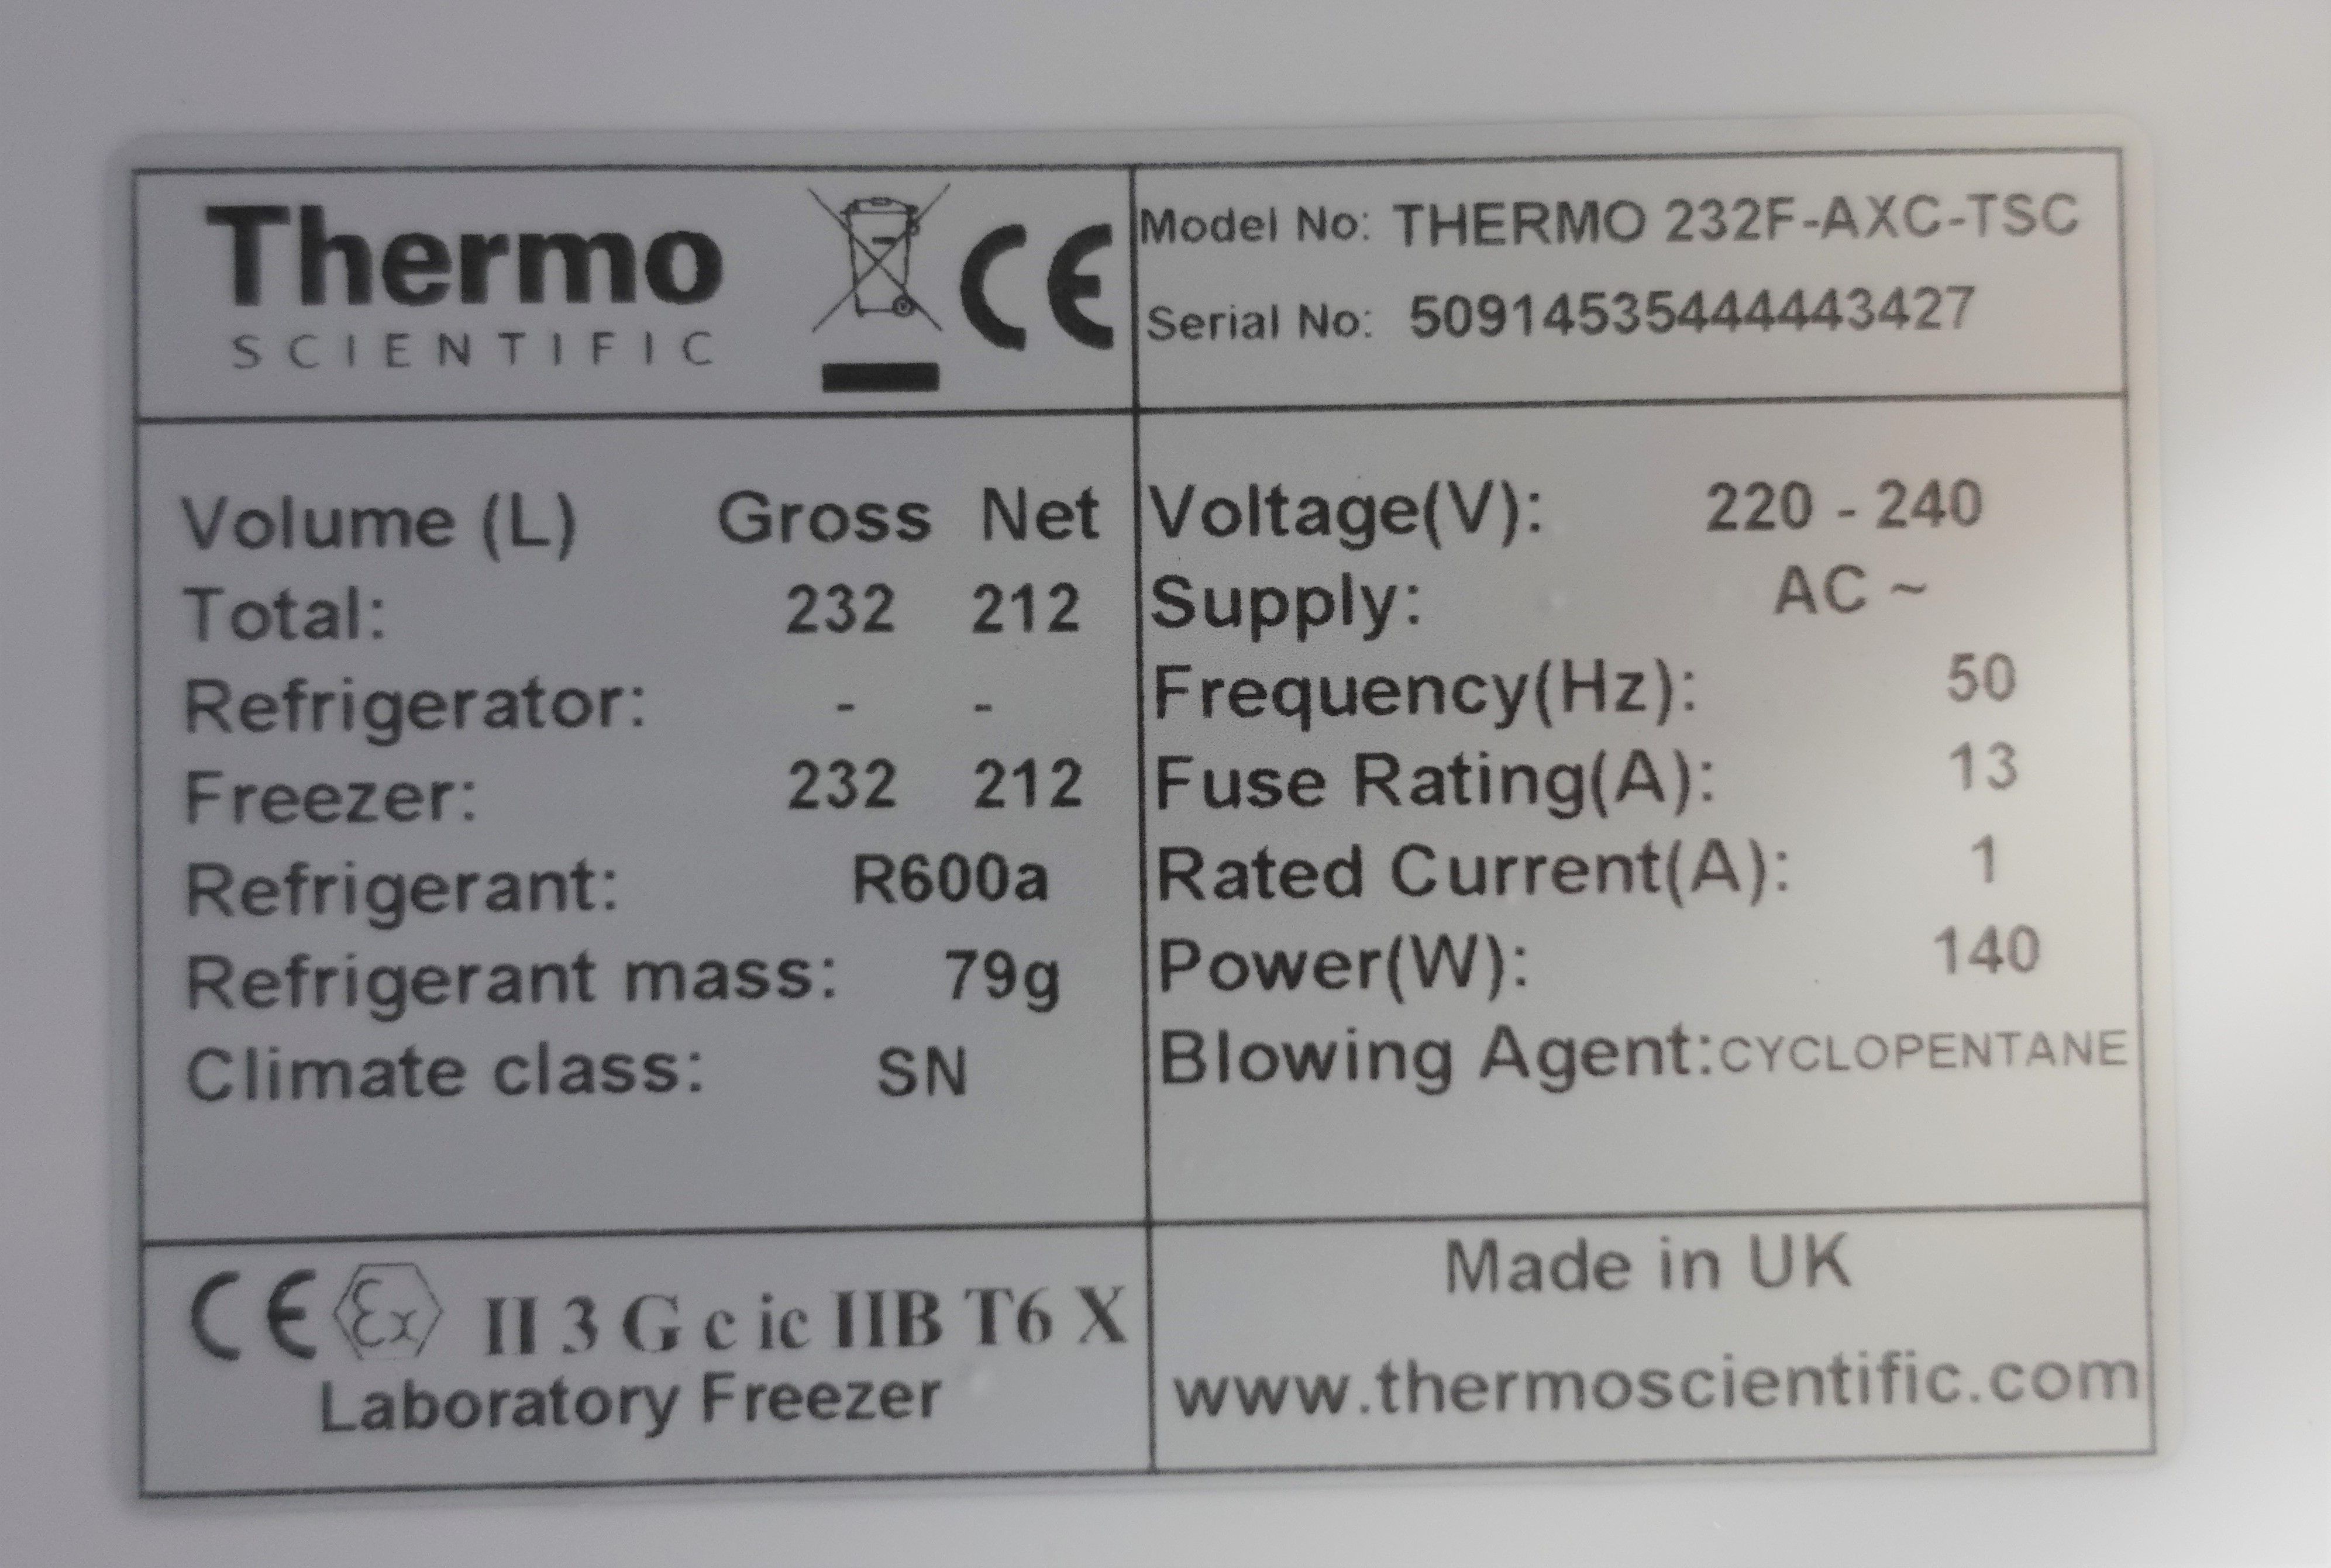 Thermo
SCIENTIFIC
CE
Model No: THERMO 232F-AXC-TSC
Serial No: 50914535444443427
Volume (L) Gross Net
Total: 232 212
Refrigerator: - -
Freezer: 232 212
Refrigerant: R600a
Refrigerant mass: 79g
Climate class: SN
Voltage(V): 220 - 240
Supply: AC ~
Frequency(Hz): 50
Fuse Rating(A): 13
Rated Current(A): 1
Power(W): 140
Blowing Agent:CYCLOPENTANE
CE Ex II 3 G c ic IIB T6 X
Laboratory Freezer
Made in UK
www.thermoscientific.com